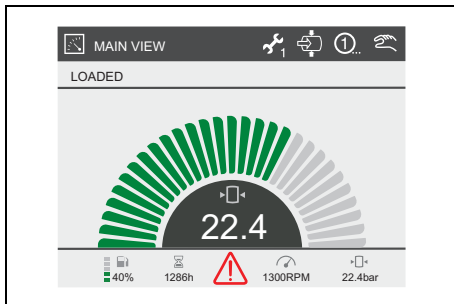 MAIN VIEW
1
1...
LOADED
22.4
40%
1286h
1300RPM
22.4bar